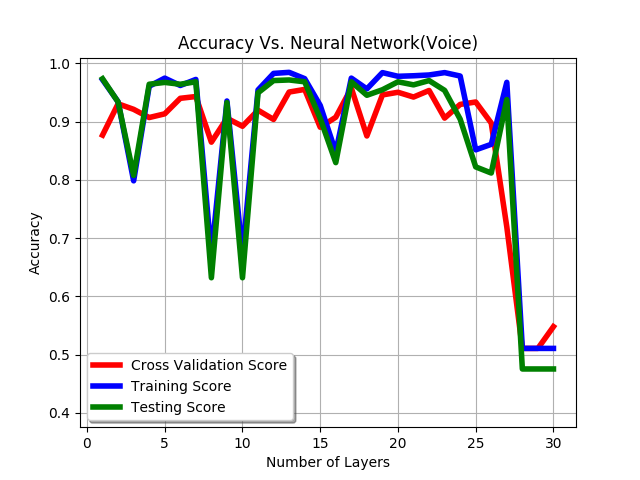 Accuracy Vs. Neural Network(Voice)
1.0
0.9
0.8
0.7
0.6
0.5
0.4
Accuracy
Cross Validation Score
Training Score
Testing Score
0 5 10 15 20 25 30
Number of Layers